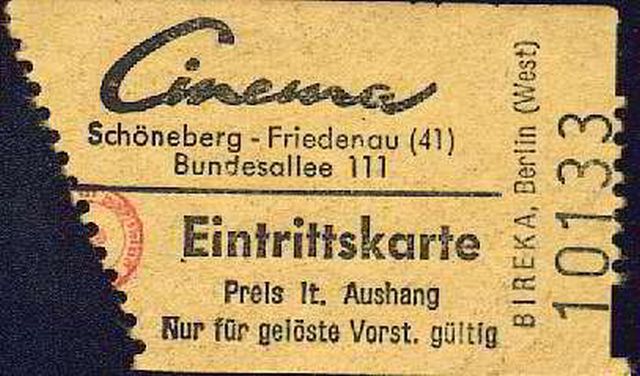 Cinema
Schöneberg - Friedenau (41)
Bundesallee 111
Eintrittskarte
Preis lt. Aushang
Nur für gelöste Vorst. gültig
BIREKA, Berlin (West)
10133